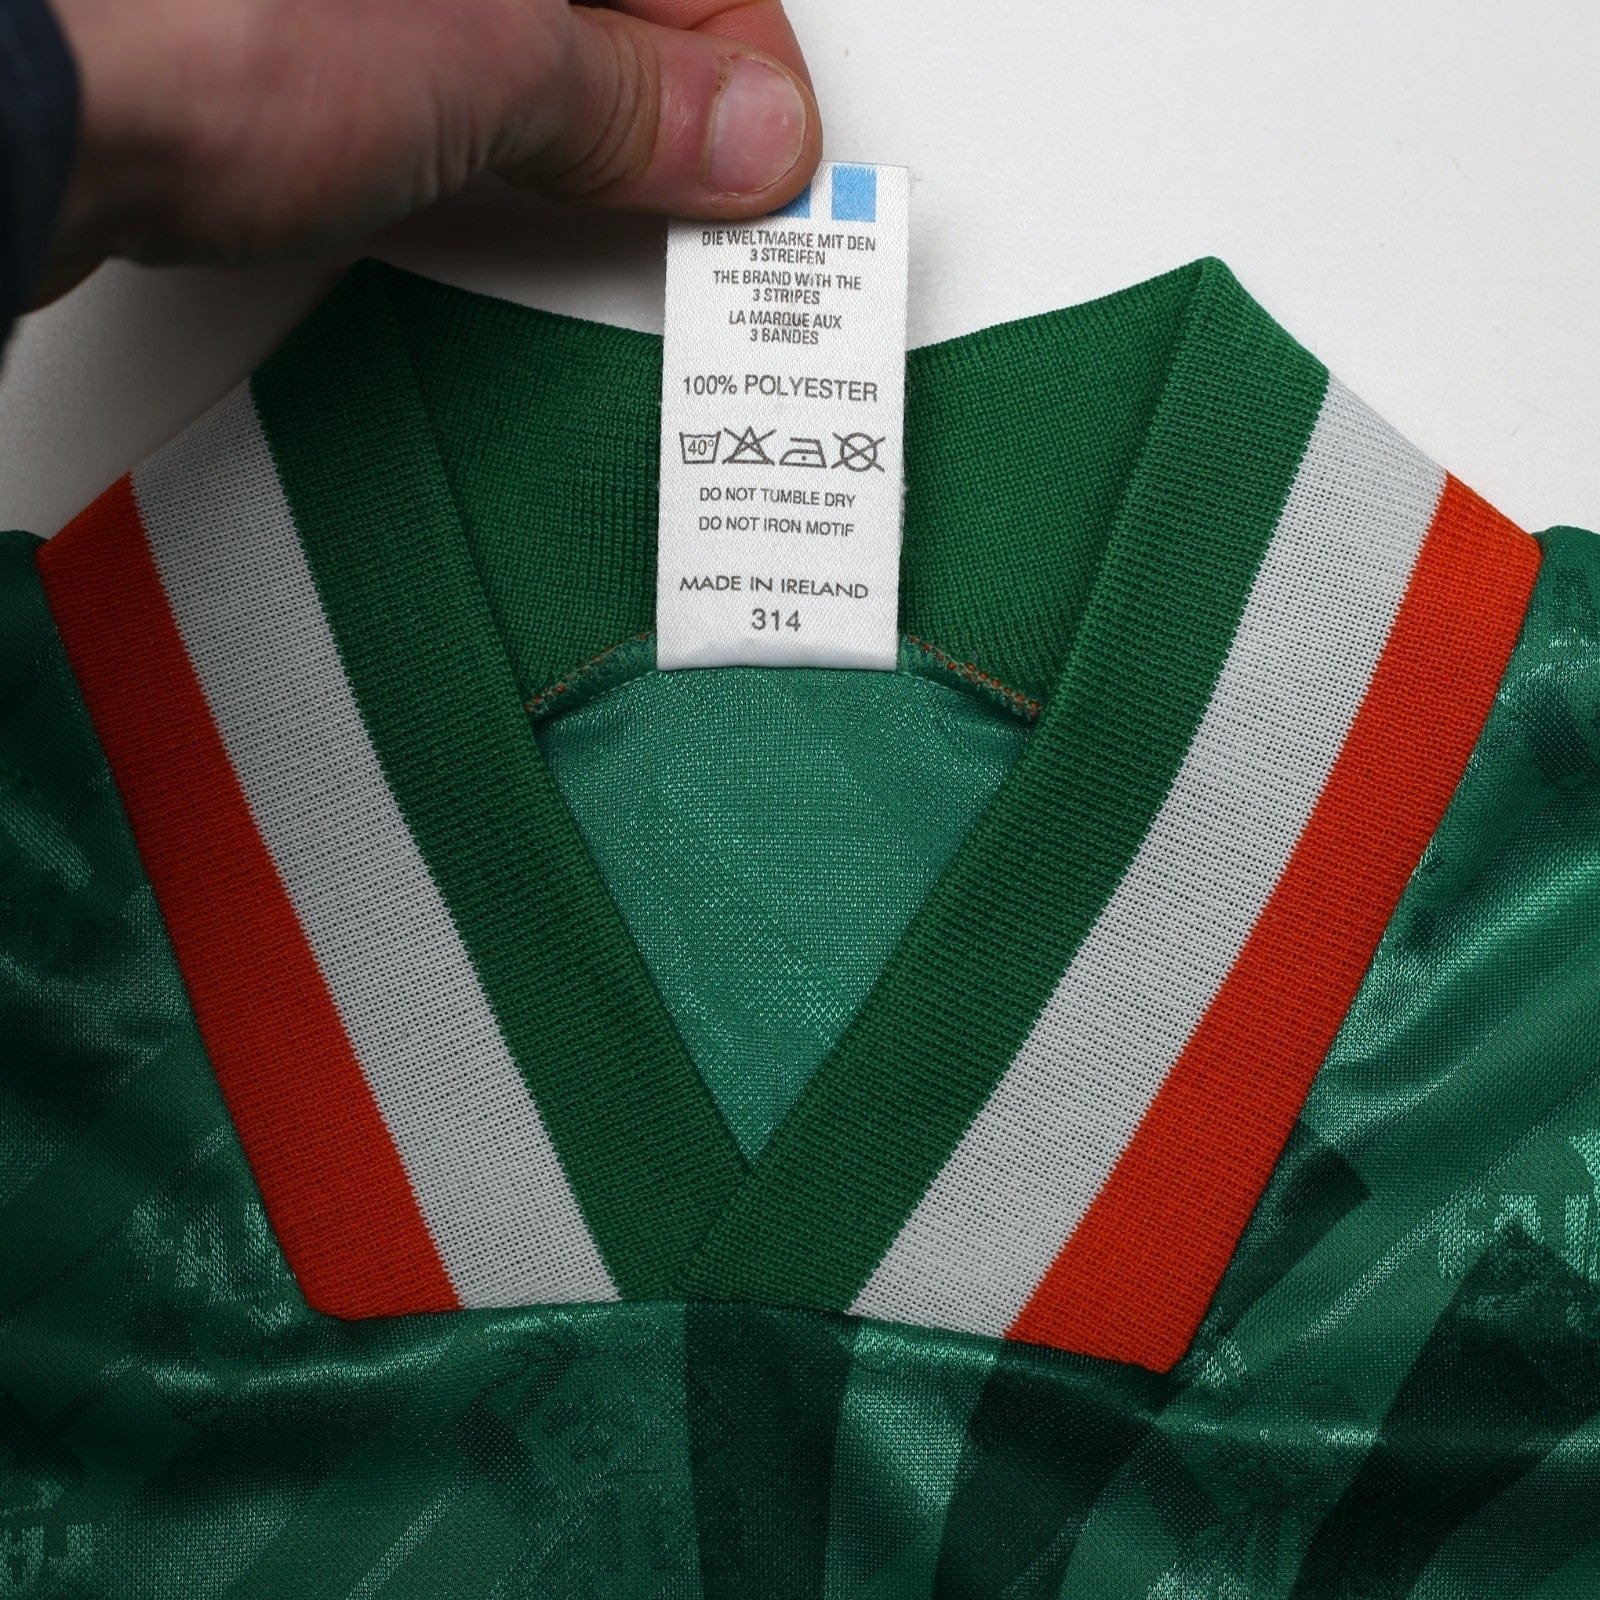 DIE WELTMARKE MIT DEN
3 STREIFEN
THE BRAND WITH THE
3 STRIPES
LA MARQUE AUX
3 BANDES
100% POLYESTER
40°
DO NOT TUMBLE DRY
DO NOT IRON MOTIF
MADE IN IRELAND
314